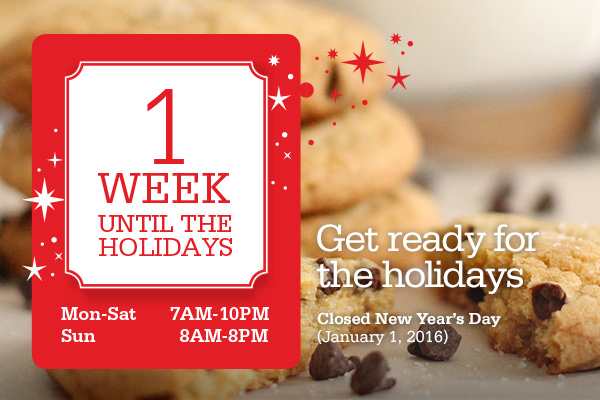 1
WEEK
UNTIL THE
HOLIDAYS
Mon-Sat 7AM-10PM
Sun 8AM-8PM
Get ready for
the holidays
Closed New Year's Day
(January 1, 2016)